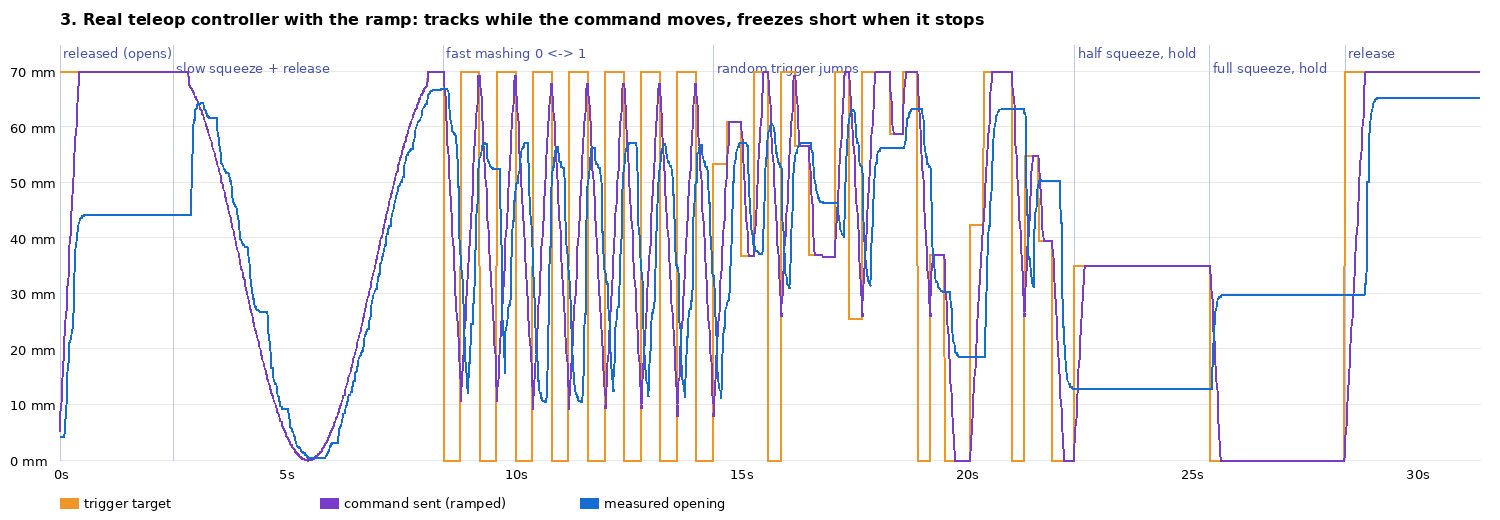 3. Real teleop controller with the ramp: tracks while the command moves, freezes short when it stops
released (opens)
slow squeeze + release
fast mashing 0 <-> 1
random trigger jumps
half squeeze, hold
full squeeze, hold
release
70 mm
60 mm
50 mm
40 mm
30 mm
20 mm
10 mm
0 mm
0s 5s 10s 15s 20s 25s 30s
trigger target command sent (ramped) measured opening